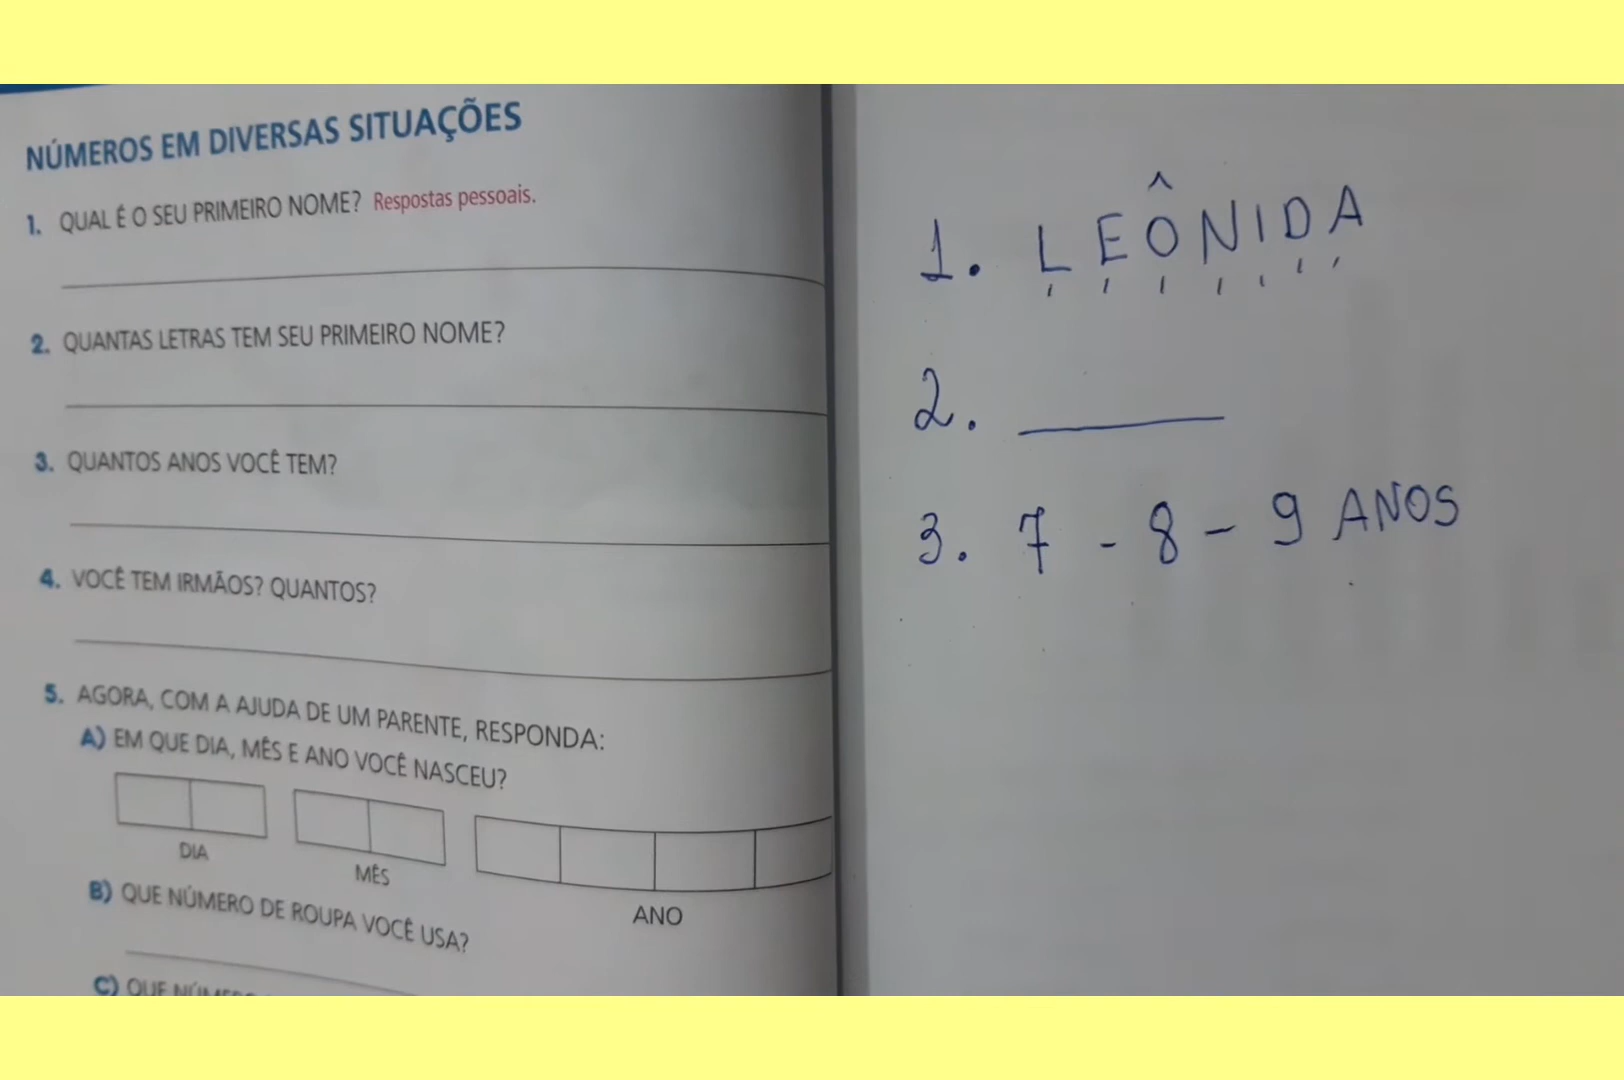 NÚMEROS EM DIVERSAS SITUAÇÕES
1. QUAL É O SEU PRIMEIRO NOME? Respostas pessoais.
2. QUANTAS LETRAS TEM SEU PRIMEIRO NOME?
3. QUANTOS ANOS VOCÊ TEM?
4. VOCÊ TEM IRMÃOS? QUANTOS?
5. AGORA, COM A AJUDA DE UM PARENTE, RESPONDA:
A) EM QUE DIA, MÊS E ANO VOCÊ NASCEU?
DIA
MÊS
ANO
B) QUE NÚMERO DE ROUPA VOCÊ USA?
C) QUE
1. LEÔNIDA
2.
3. 7 - 8 - 9 ANOS